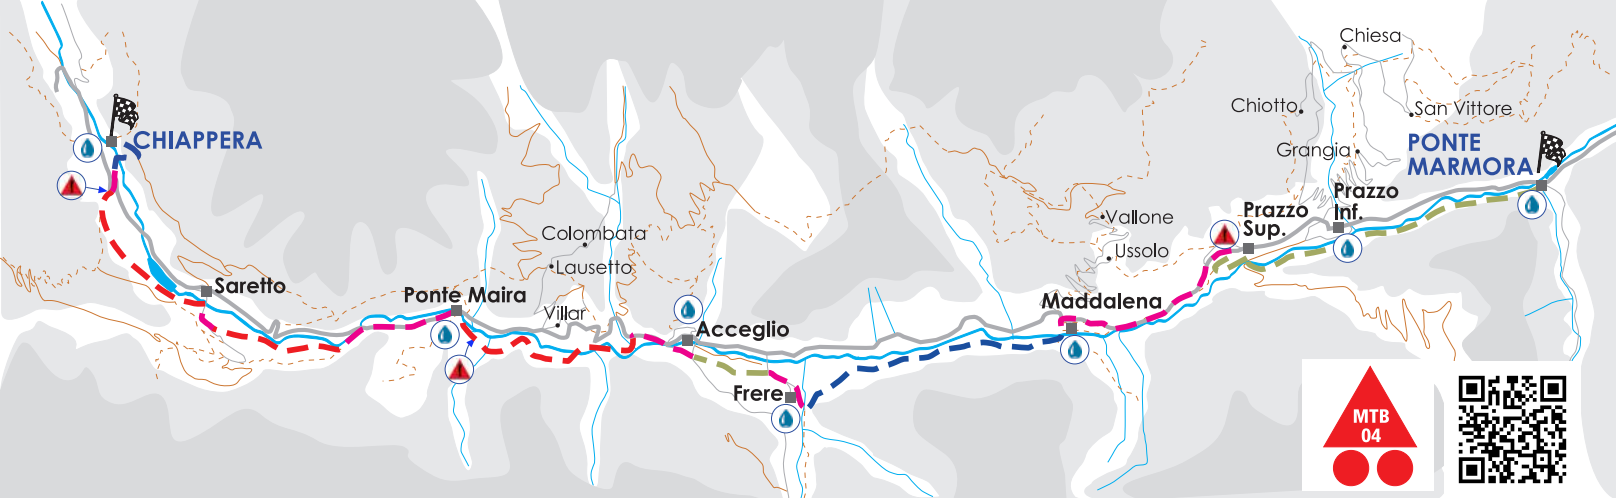 Chiesa
Chiotto
San Vittore
CHIAPPERA
PONTE
MARMORA
Grangia
Prazzo
Inf.
Prazzo
Sup.
Vallone
Colombata
Ussolo
Lausetto
Saretto
Ponte Maira
Villar
Maddalena
Acceglio
Frere
MTB
04